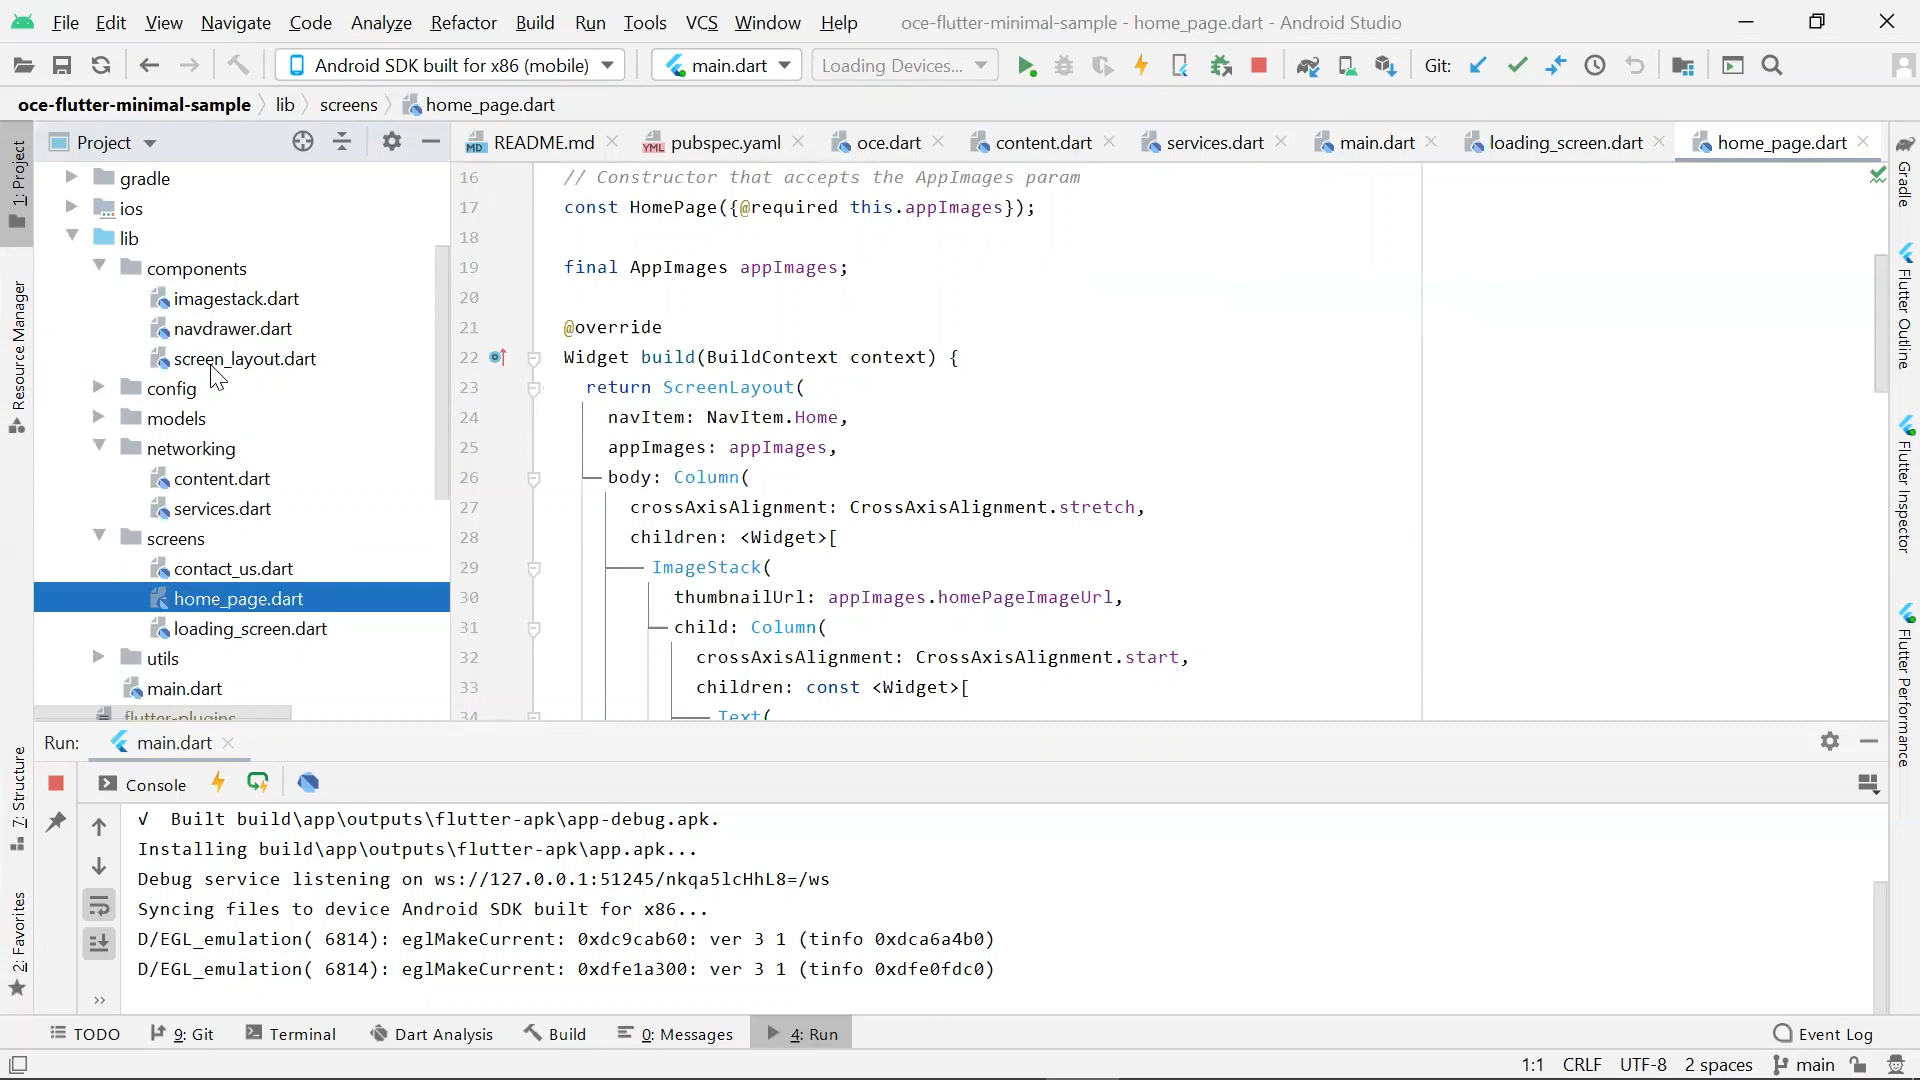 File Edit View Navigate Code Analyze Refactor Build Run Tools VCS Window Help oce-flutter-minimal-sample - home_page.dart - Android Studio
Android SDK built for x86 (mobile) main.dart Loading Devices... Git:
oce-flutter-minimal-sample lib screens home_page.dart
Project
README.md pubspec.yaml oce.dart content.dart services.dart main.dart loading_screen.dart home_page.dart
1: Project
Resource Manager
7: Structure
2: Favorites
gradle
ios
lib
components
imagestack.dart
navdrawer.dart
screen_layout.dart
config
models
networking
content.dart
services.dart
screens
contact_us.dart
home_page.dart
loading_screen.dart
utils
main.dart
.flutter-plugins
16 // Constructor that accepts the AppImages param
17 const HomePage({@required this.appImages});
18
19 final AppImages appImages;
20
21 @override
22 Widget build(BuildContext context) {
23 return ScreenLayout(
24 navItem: NavItem.Home,
25 appImages: appImages,
26 body: Column(
27 crossAxisAlignment: CrossAxisAlignment.stretch,
28 children: <Widget>[
29 ImageStack(
30 thumbnailUrl: appImages.homePageImageUrl,
31 child: Column(
32 crossAxisAlignment: CrossAxisAlignment.start,
33 children: const <Widget>[
34 Text(
Gradle
Flutter Outline
Flutter Inspector
Flutter Performance
Run: main.dart
Console
√ Built build\app\outputs\flutter-apk\app-debug.apk.
Installing build\app\outputs\flutter-apk\app.apk...
Debug service listening on ws://127.0.0.1:51245/nkqa5lcHhL8=/ws
Syncing files to device Android SDK built for x86...
D/EGL_emulation( 6814): eglMakeCurrent: 0xdc9cab60: ver 3 1 (tinfo 0xdca6a4b0)
D/EGL_emulation( 6814): eglMakeCurrent: 0xdfe1a300: ver 3 1 (tinfo 0xdfe0fdc0)
TODO 9: Git Terminal Dart Analysis Build 0: Messages 4: Run Event Log
1:1 CRLF UTF-8 2 spaces main